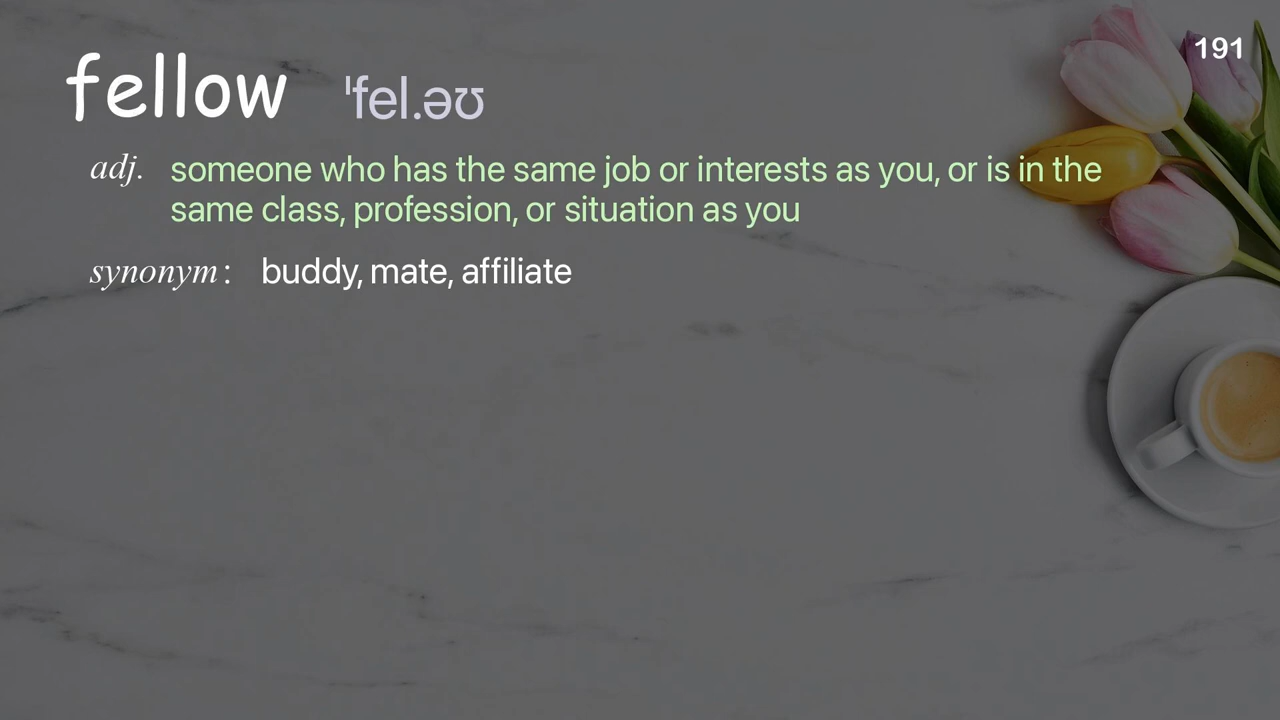 191
fellow ˈfel.əʊ
adj. someone who has the same job or interests as you, or is in the
same class, profession, or situation as you
synonym: buddy, mate, affiliate